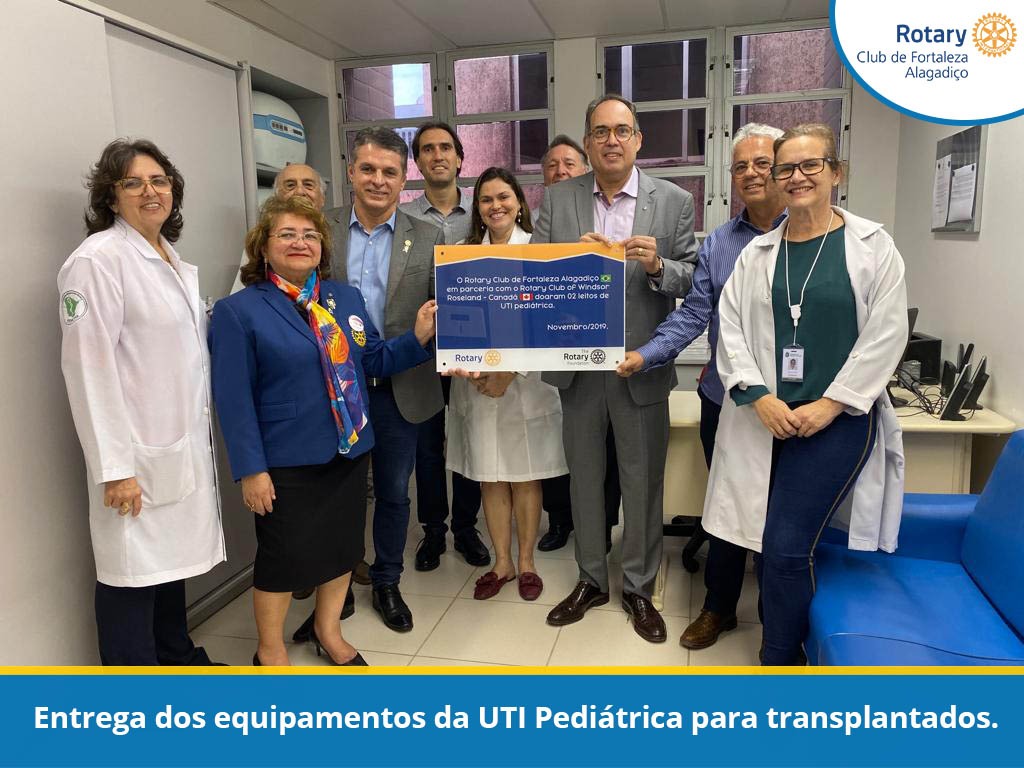 Rotary
Club de Fortaleza
Alagadiço
O Rotary Club de Fortaleza Alagadiço
em parceria com o Rotary Club of Windsor
Roseland - Canadá doaram 02 leitos de
UTI pediátrica.
Novembro/2019.
Rotary
The
Rotary
Foundation
Entrega dos equipamentos da UTI Pediátrica para transplantados.